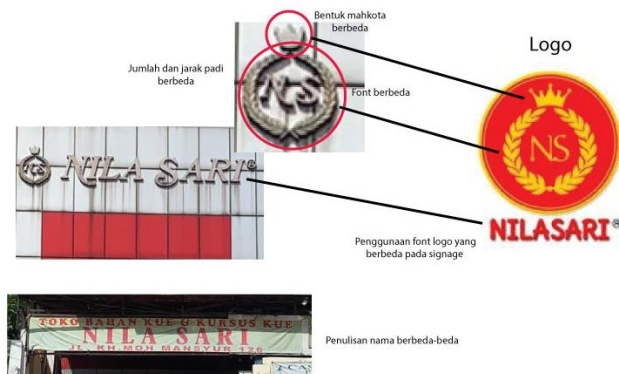 Bentuk mahkota
berbeda
Logo
Jumlah dan jarak padi
berbeda
NS
Font berbeda
NS
NS NILA SARI®
Penggunaan font logo yang
berbeda pada signage
NILASARI®
TOKO BAHAN KUE & KURSUS KUE
NILA SARI
JL. KH. MOH MANSYUR 126
Penulisan nama berbeda-beda